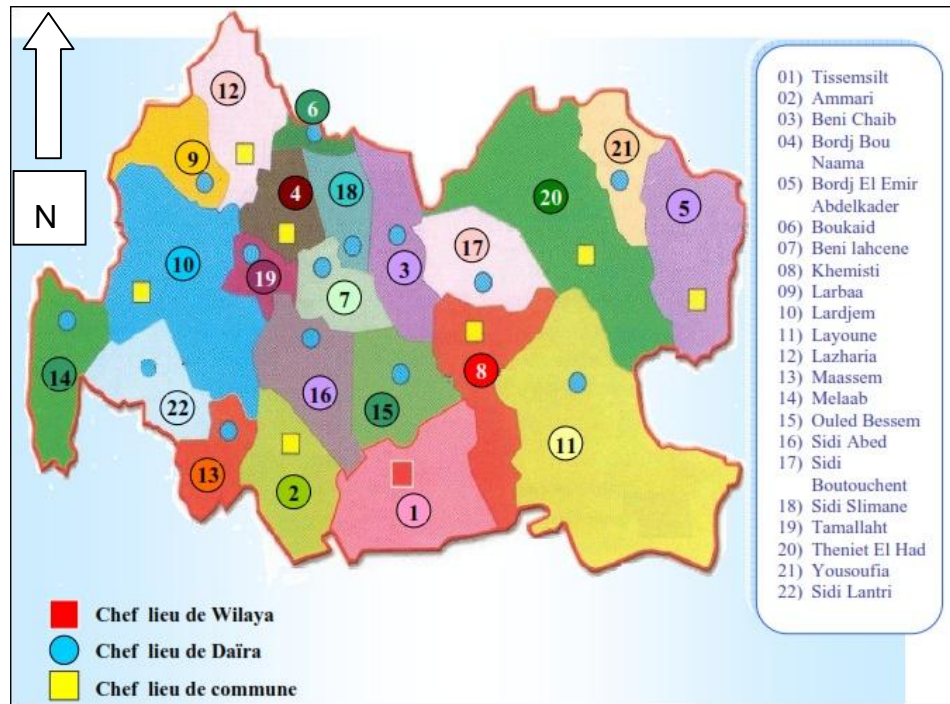 N
12
6
9
4
18
21
20
5
10
19
3
17
7
14
8
22
16
15
11
13
2
1
01) Tissemsilt
02) Ammari
03) Beni Chaib
04) Bordj Bou
Naama
05) Bordj El Emir
Abdelkader
06) Boukaid
07) Beni lahcene
08) Khemisti
09) Larbaa
10) Lardjem
11) Layoune
12) Lazharia
13) Maassem
14) Melaab
15) Ouled Bessem
16) Sidi Abed
17) Sidi
Boutouchent
18) Sidi Slimane
19) Tamallaht
20) Theniet El Had
21) Yousoufia
22) Sidi Lantri
Chef lieu de Wilaya
Chef lieu de Daïra
Chef lieu de commune